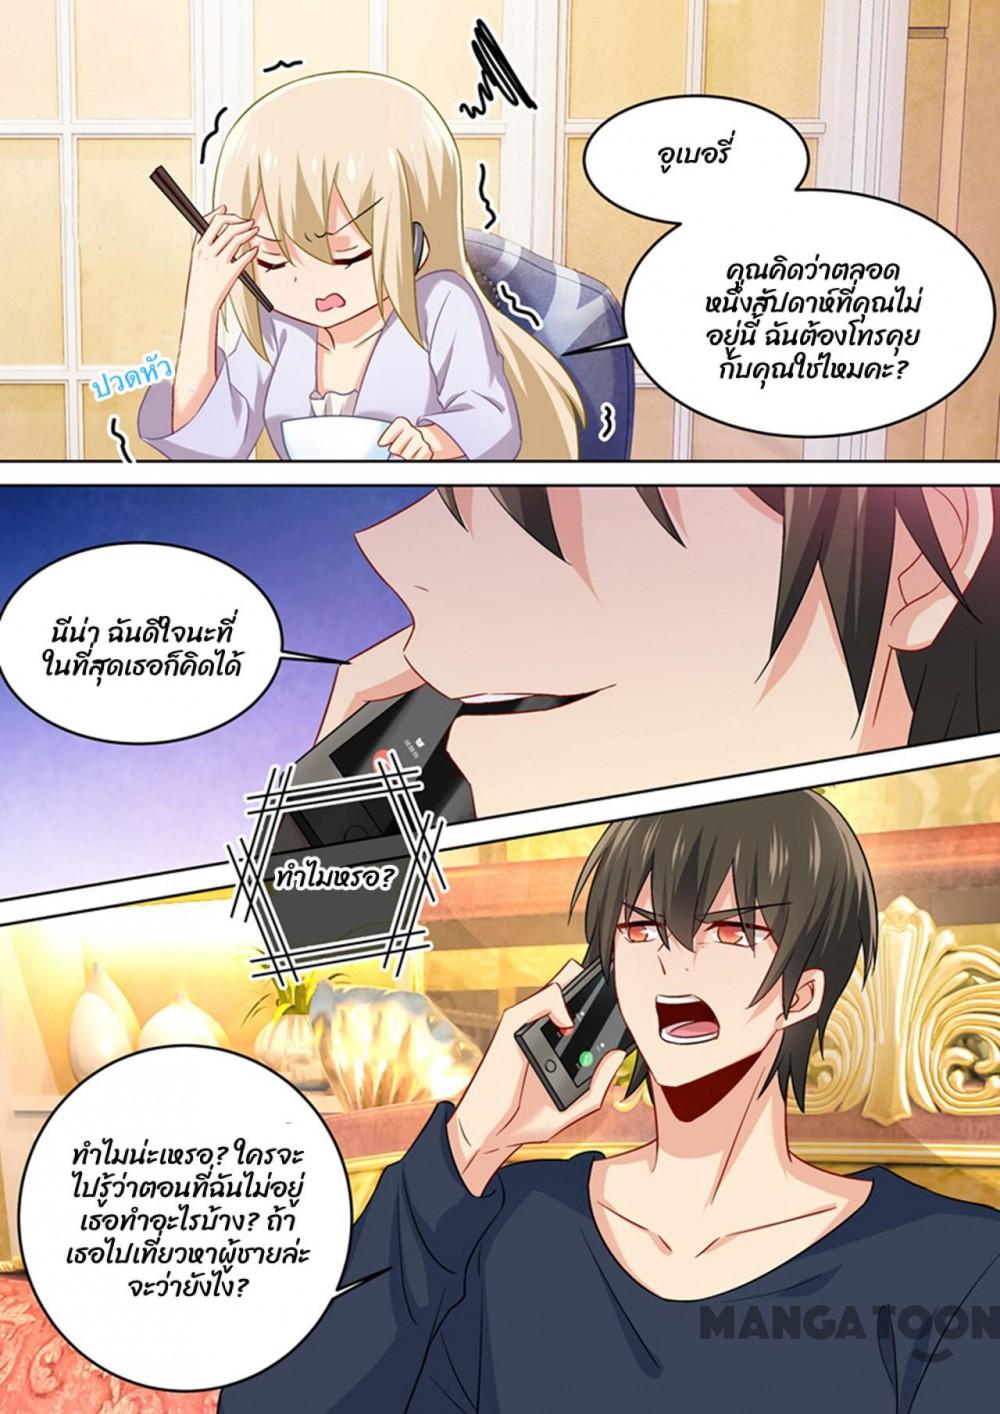 อูเบอรี่
คุณคิดว่าตลอด
หนึ่งสัปดาห์ที่คุณไม่
อยู่นี้ ฉันต้องโทรคุย
กับคุณใช่ไหมคะ?
ปวดหัว
นีน่า ฉันดีใจนะที่
ในที่สุดเธอก็คิดได้
ทำไมหรอ?
ทำไมน่ะเหรอ? ใครจะ
ไปรู้ว่าตอนที่ฉันไม่อยู่
เธอทำอะไรบ้าง? ถ้า
เธอไปเที่ยวหาผู้ชายล่ะ
จะว่ายังไง?
MANGATOON